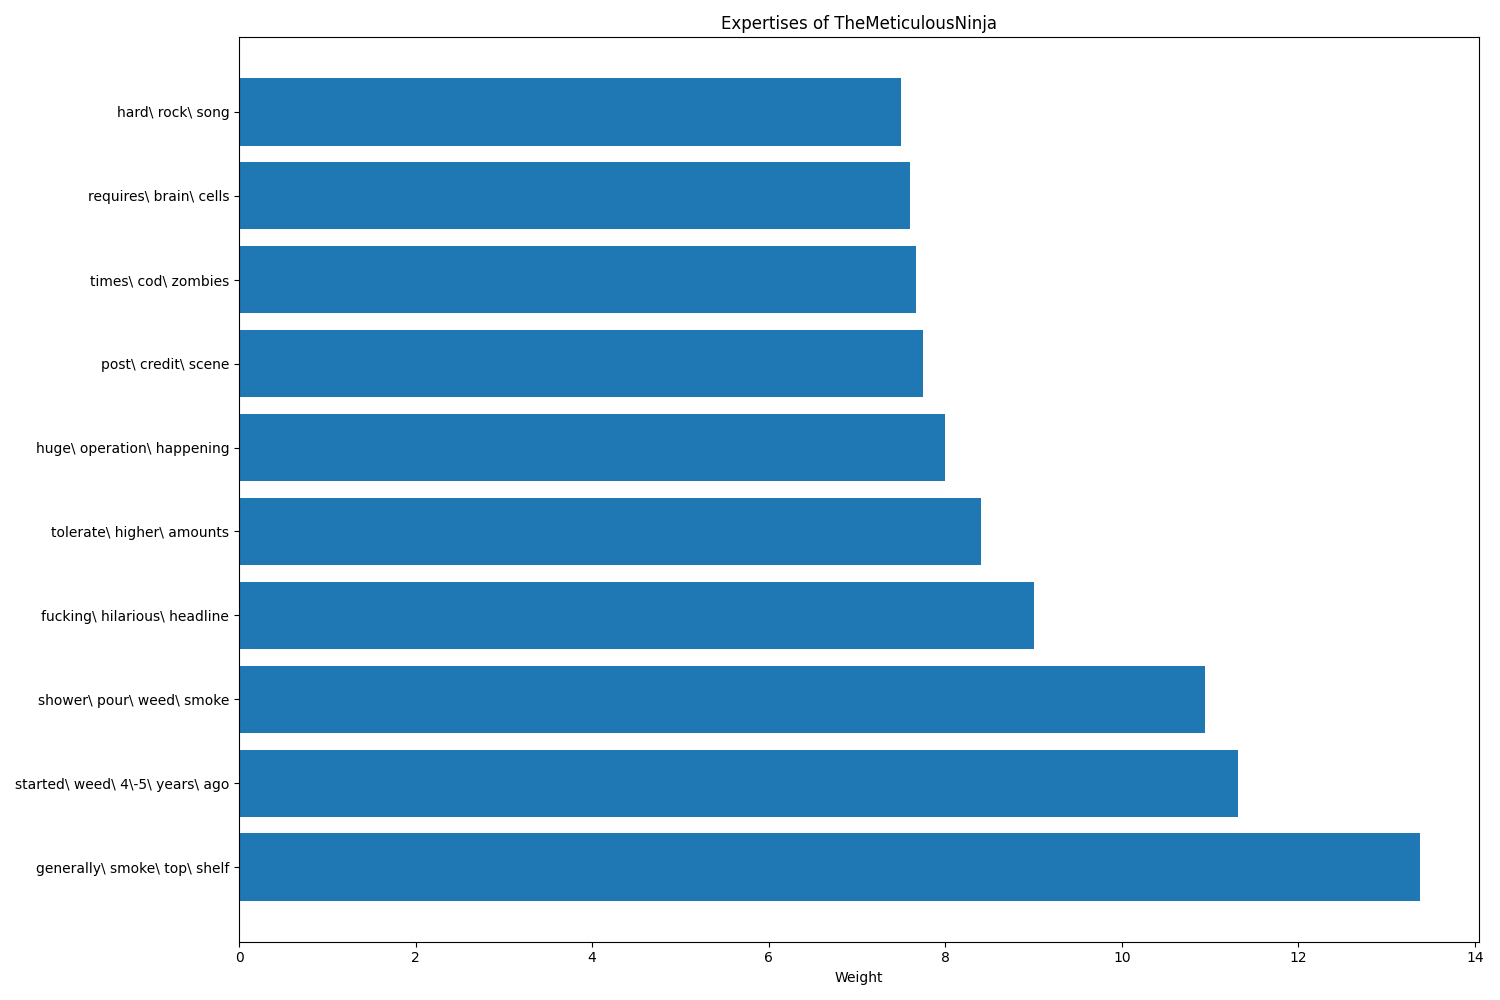 Expertises of TheMeticulousNinja
hard\ rock\ song
requires\ brain\ cells
times\ cod\ zombies
post\ credit\ scene
huge\ operation\ happening
tolerate\ higher\ amounts
fucking\ hilarious\ headline
shower\ pour\ weed\ smoke
started\ weed\ 4\-5\ years\ ago
generally\ smoke\ top\ shelf
0 2 4 6 8 10 12 14
Weight